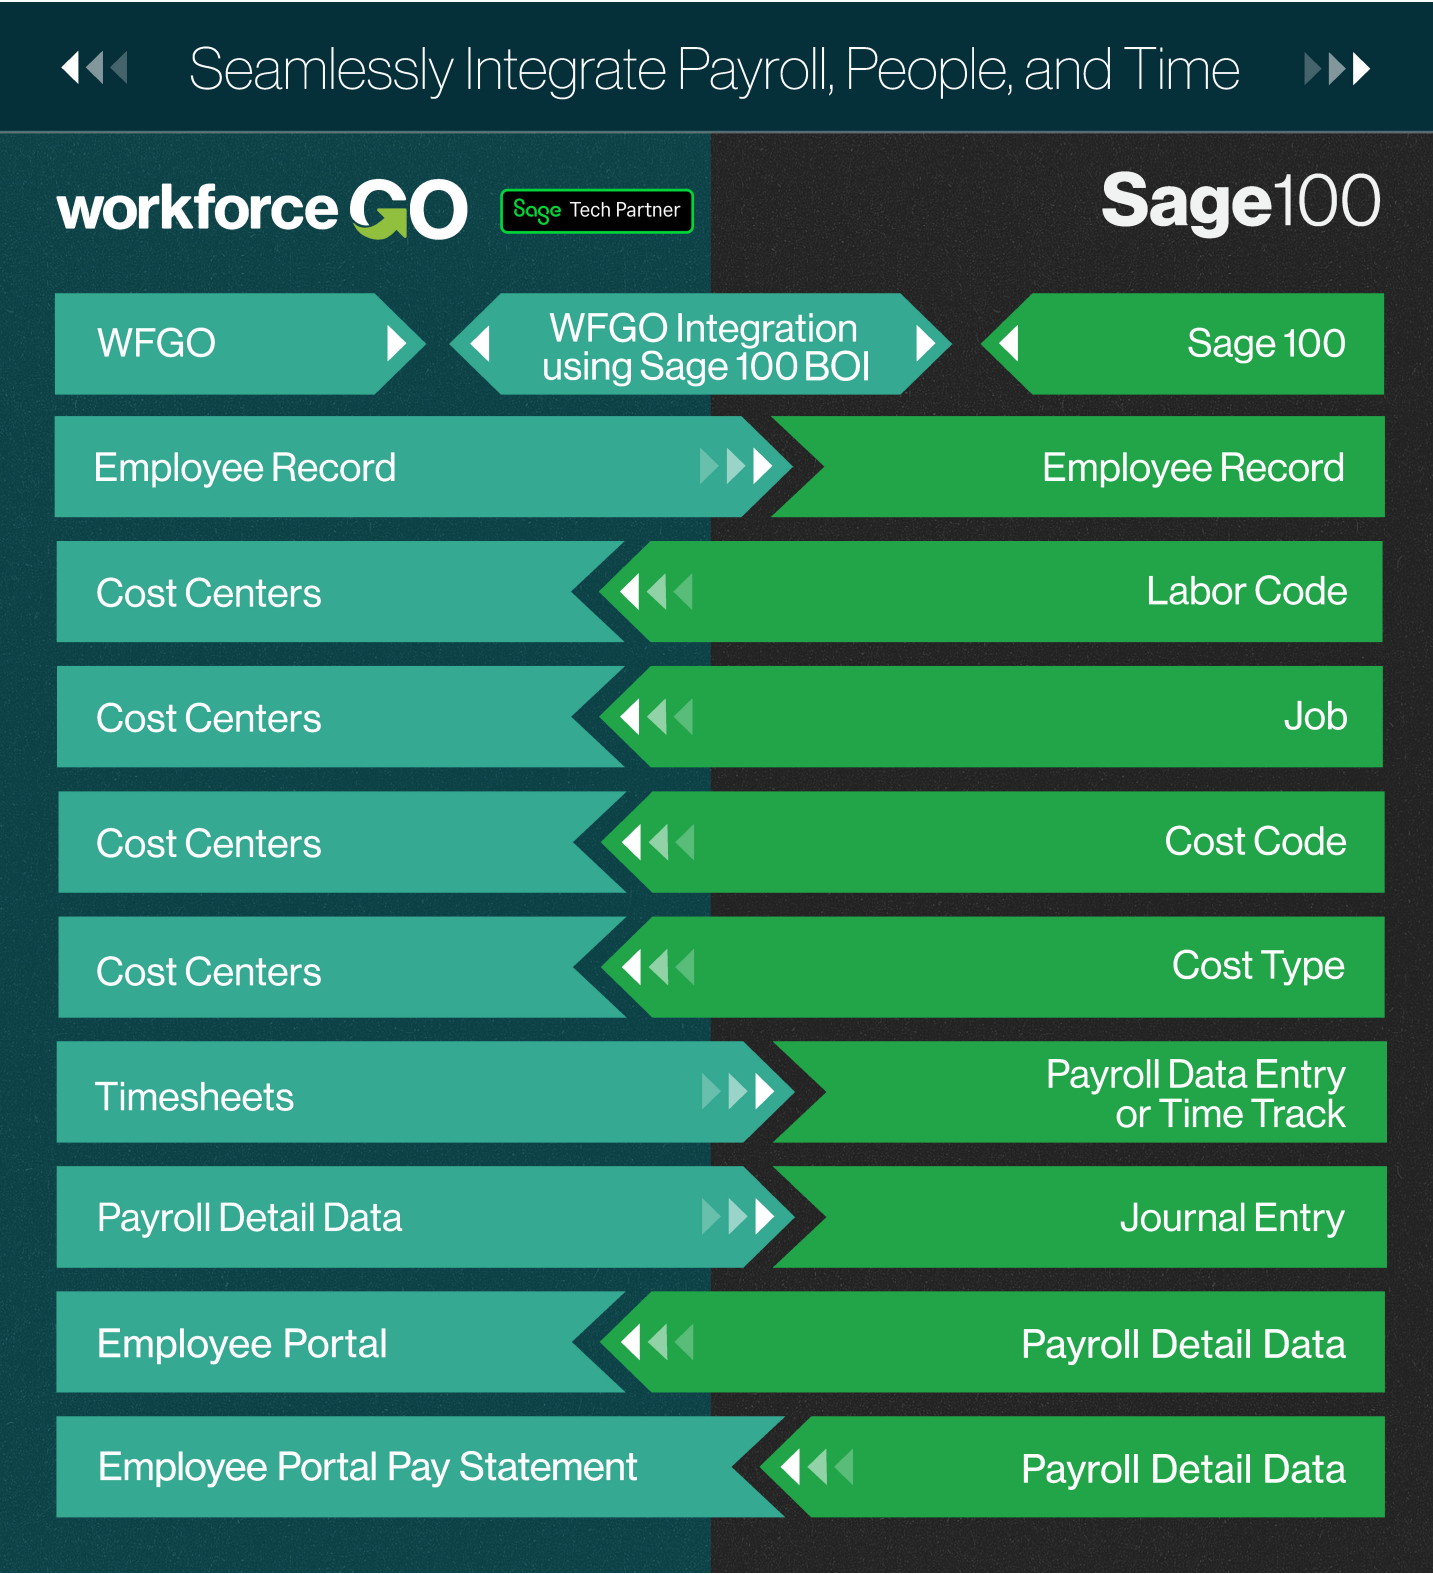 Seamlessly Integrate Payroll, People, and Time
workforce GO
Sage Tech Partner
Sage100
WFGO
WFGO Integration
using Sage 100 BOI
Sage 100
Employee Record
Employee Record
Cost Centers
Labor Code
Cost Centers
Job
Cost Centers
Cost Code
Cost Centers
Cost Type
Timesheets
Payroll Data Entry
or Time Track
Payroll Detail Data
Journal Entry
Employee Portal
Payroll Detail Data
Employee Portal Pay Statement
Payroll Detail Data